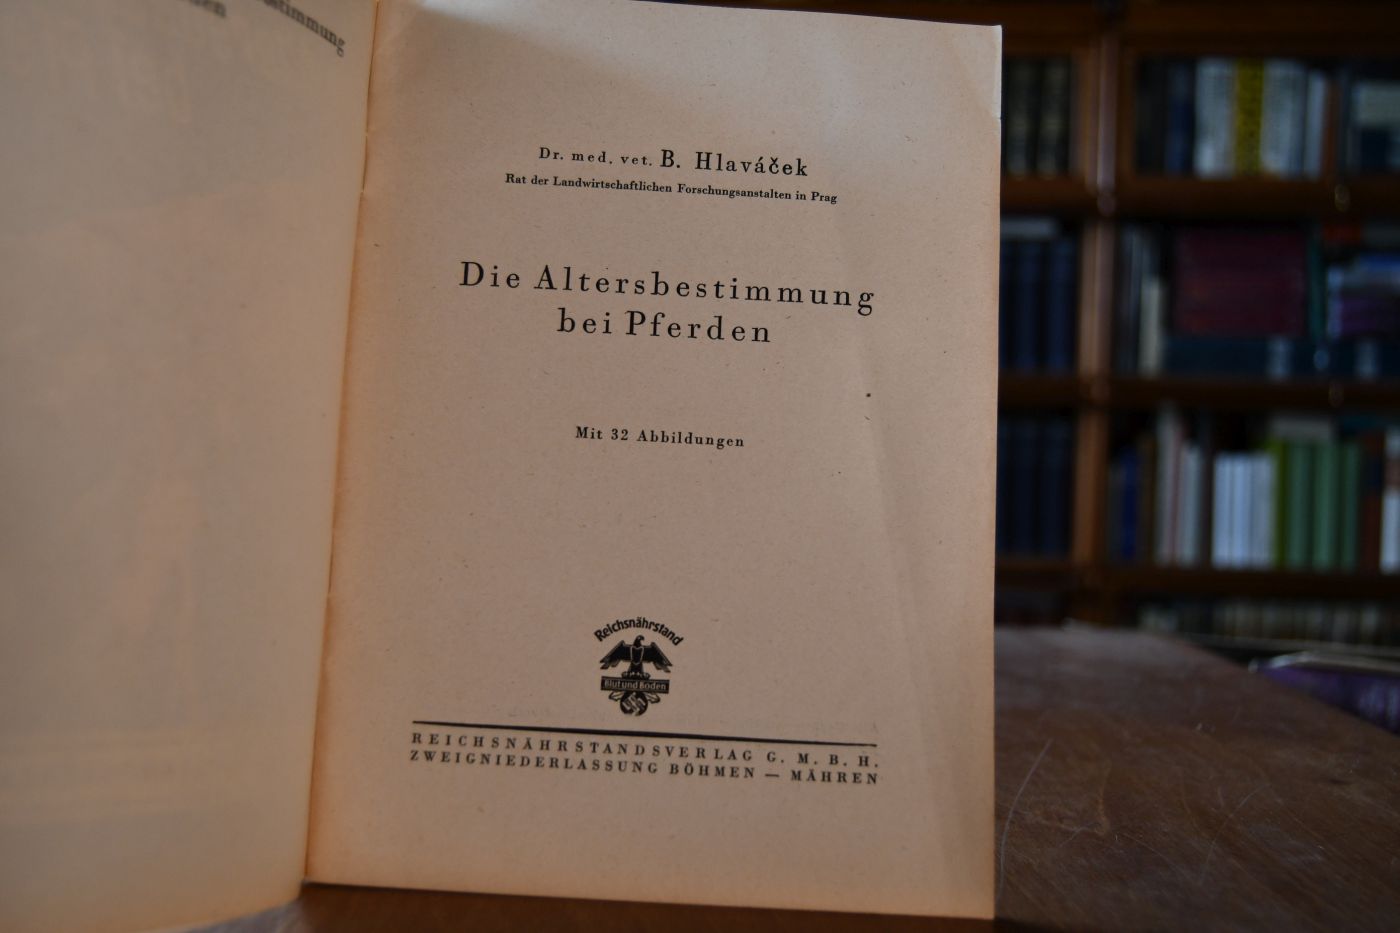 stimmung
Dr. med. vet. B. Hlaváček
Rat der Landwirtschaftlichen Forschungsanstalten in Prag
Die Altersbestimmung
bei Pferden
Mit 32 Abbildungen
Reichsnährstand
Blut und Boden
REICHSNÄHRSTANDSVERLAG G. M. B. H.
ZWEIGNIEDERLASSUNG BÖHMEN — MÄHREN